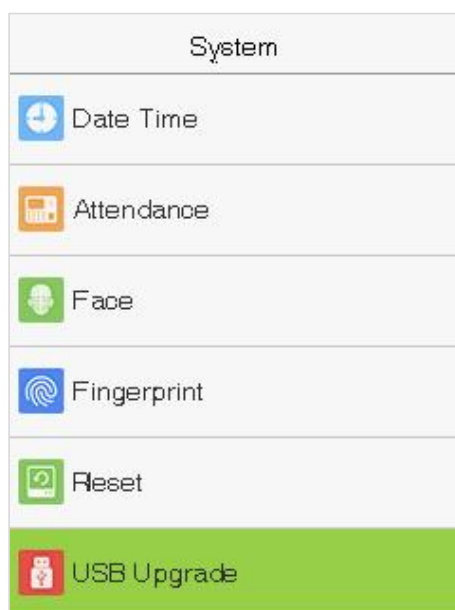 System
Date Time
Attendance
Face
Fingerprint
Reset
USB Upgrade